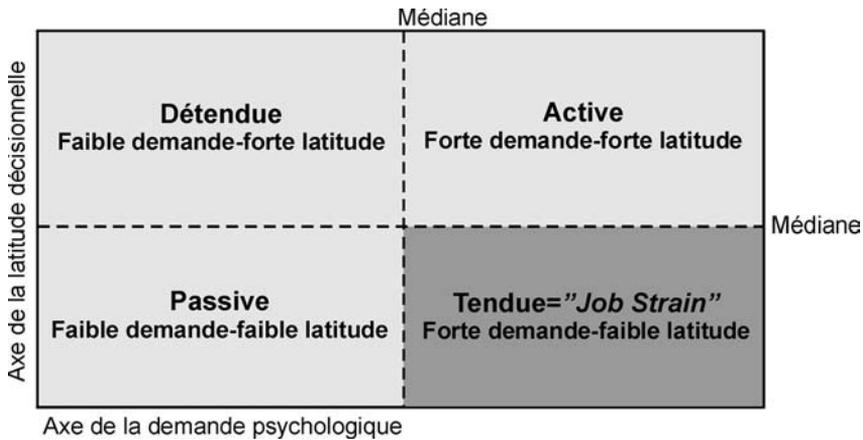 Médiane
Axe de la latitude décisionnelle
Détendue
Faible demande-forte latitude
Active
Forte demande-forte latitude
Médiane
Passive
Faible demande-faible latitude
Tendue=”Job Strain”
Forte demande-faible latitude
Axe de la demande psychologique